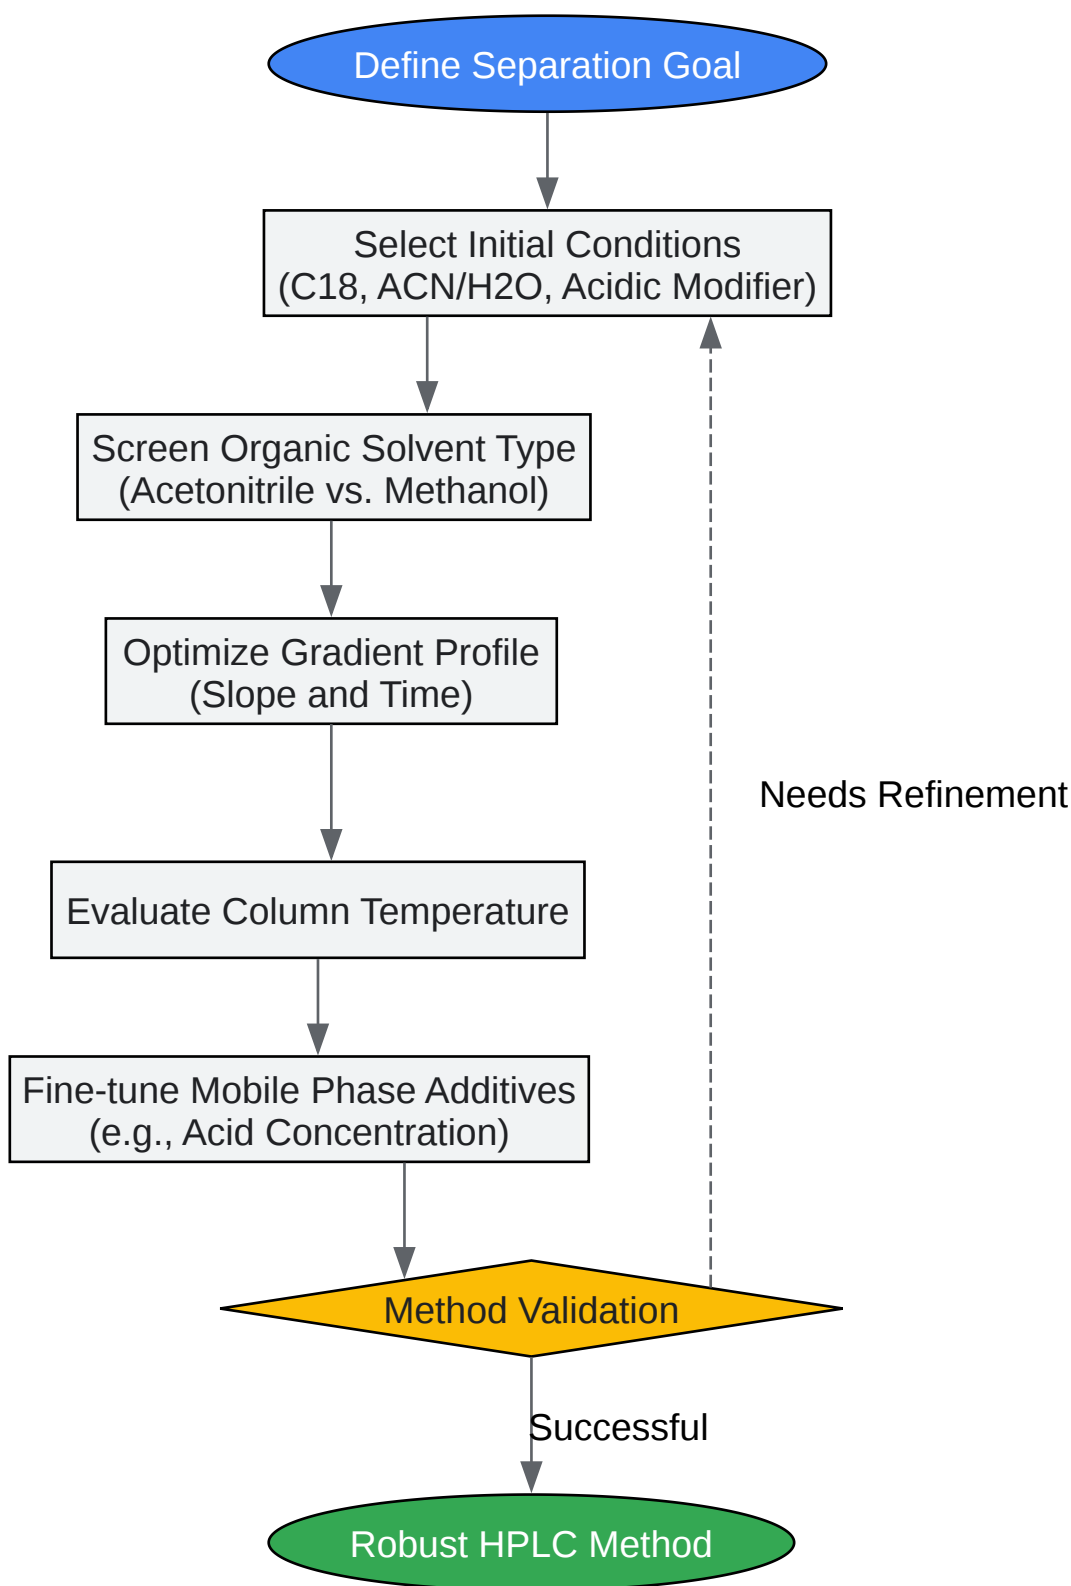 Define Separation Goal
Select Initial Conditions
(C18, ACN/H2O, Acidic Modifier)
Screen Organic Solvent Type
(Acetonitrile vs. Methanol)
Optimize Gradient Profile
(Slope and Time)
Needs Refinement
Evaluate Column Temperature
Fine-tune Mobile Phase Additives
(e.g., Acid Concentration)
Method Validation
Successful
Robust HPLC Method